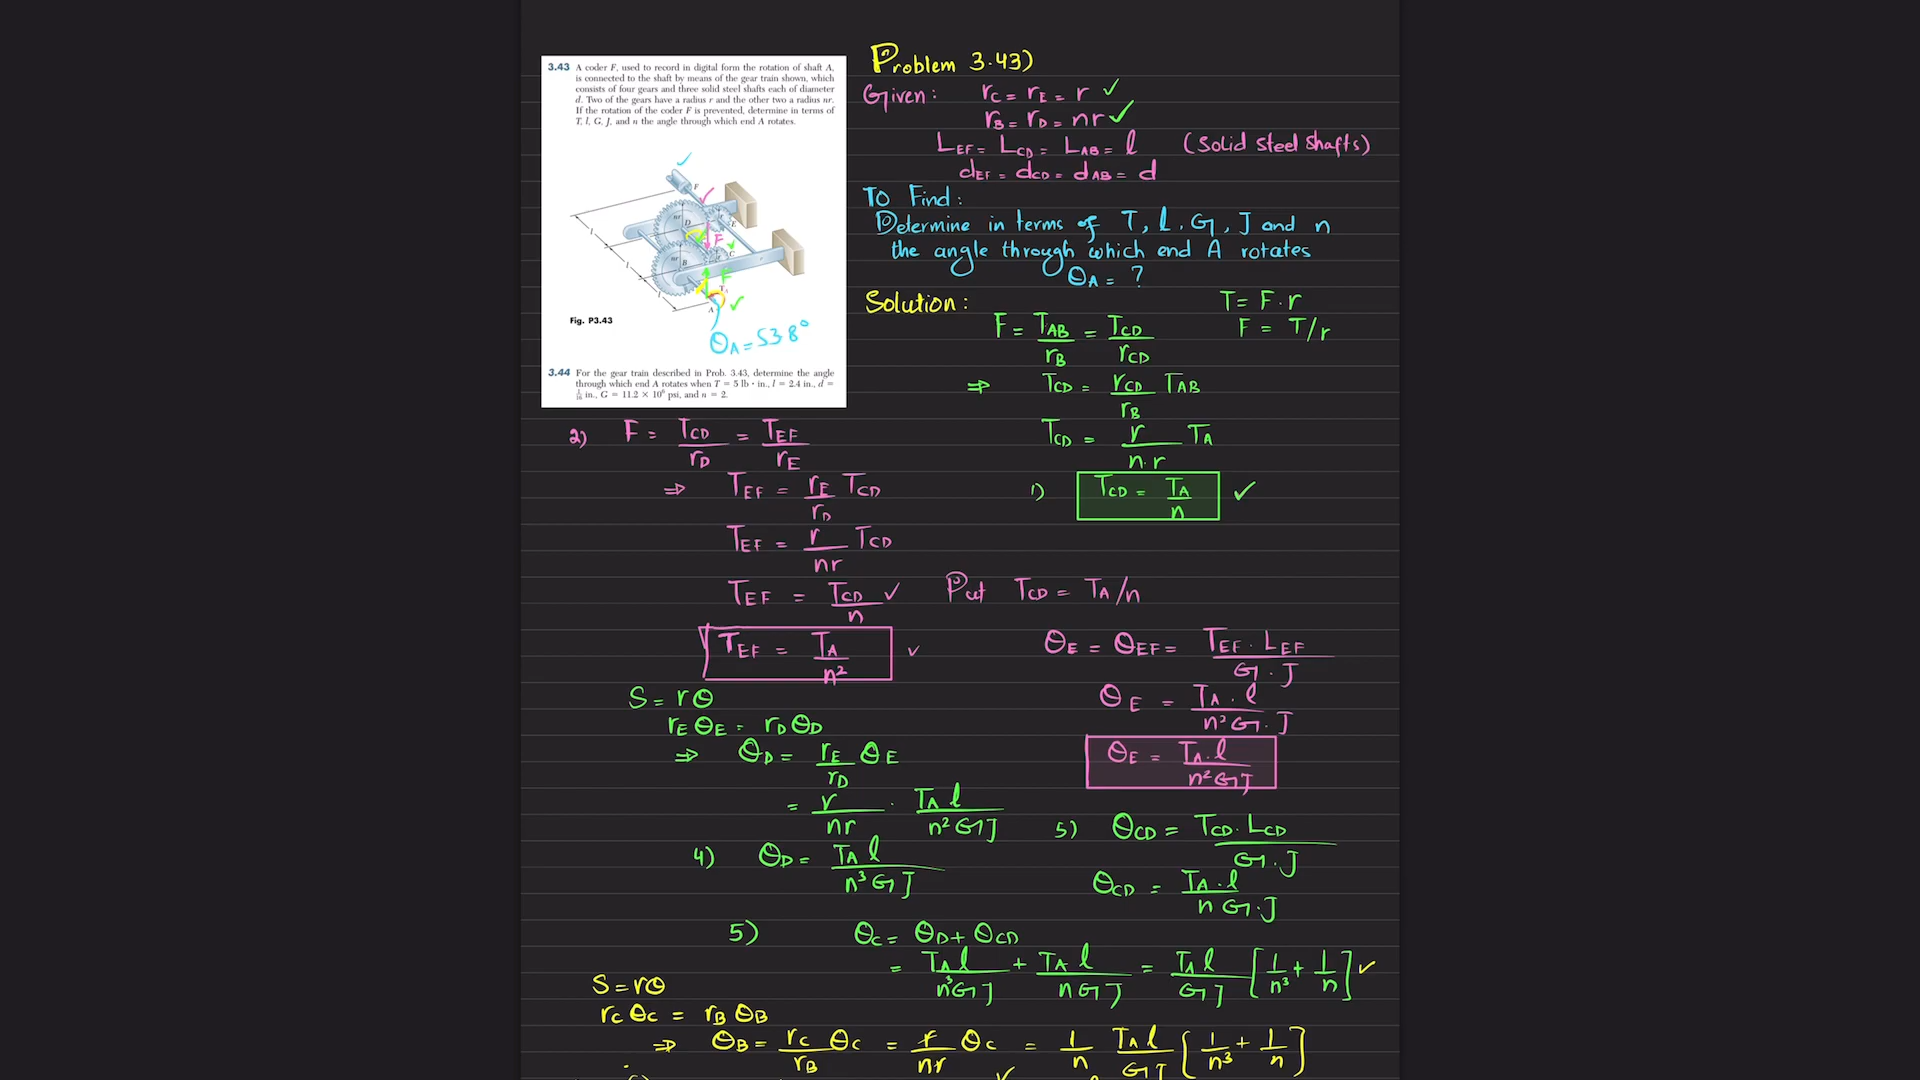 3.43 A coder F, used to record in digital form the rotation of shaft A,
is connected to the shaft by means of the gear train shown, which
consists of four gears and three solid steel shafts each of diameter
d. Two of the gears have a radius r and the other two a radius nr.
If the rotation of the coder F is prevented, determine in terms of
T, l, G, J, and n the angle through which end A rotates.
F
nr
D
r
E
F
nr
B
C
F
l
l
l
T
A
Fig. P3.43
θA = 538°
3.44 For the gear train described in Prob. 3.43, determine the angle
through which end A rotates when T = 5 lb · in., l = 2.4 in., d =
1/16 in., G = 11.2 × 10⁶ psi, and n = 2.
Problem 3.43)
Given: rC = rE = r ✓
rB = rD = nr ✓
LEF = LCD = LAB = l (Solid Steel Shafts)
dEF = dCD = dAB = d
To Find:
Determine in terms of T, l, G, J and n
the angle through which end A rotates
θA = ?
Solution: T = F·r
F = TAB/rB = TCD/rCD F = T/r
⇒ TCD = rCD/rB TAB
TCD = r/n·r TA
1) TCD = TA/n ✓
2) F = TCD/rD = TEF/rE
⇒ TEF = rE/rD TCD
TEF = r/nr TCD
TEF = TCD/n ✓ Put TCD = TA/n
TEF = TA/n² ✓
θE = θEF = TEF·LEF/G·J
θE = TA·l/n²G·J
θE = TA·l/n²GJ
S = rθ
rE θE = rD θD
⇒ θD = rE/rD θE
= r/nr · TA l/n²GJ
4) θD = TA l/n³GJ
5) θCD = TCD·LCD/G·J
θCD = TA·l/nG·J
5) θC = θD + θCD
= TA l/n³GJ + TA l/nGJ = TA l/GJ [1/n³ + 1/n] ✓
S = rθ
rC θC = rB θB
⇒ θB = rC/rB θC = r/nr θC = 1/n TA l/GJ [1/n³ + 1/n]